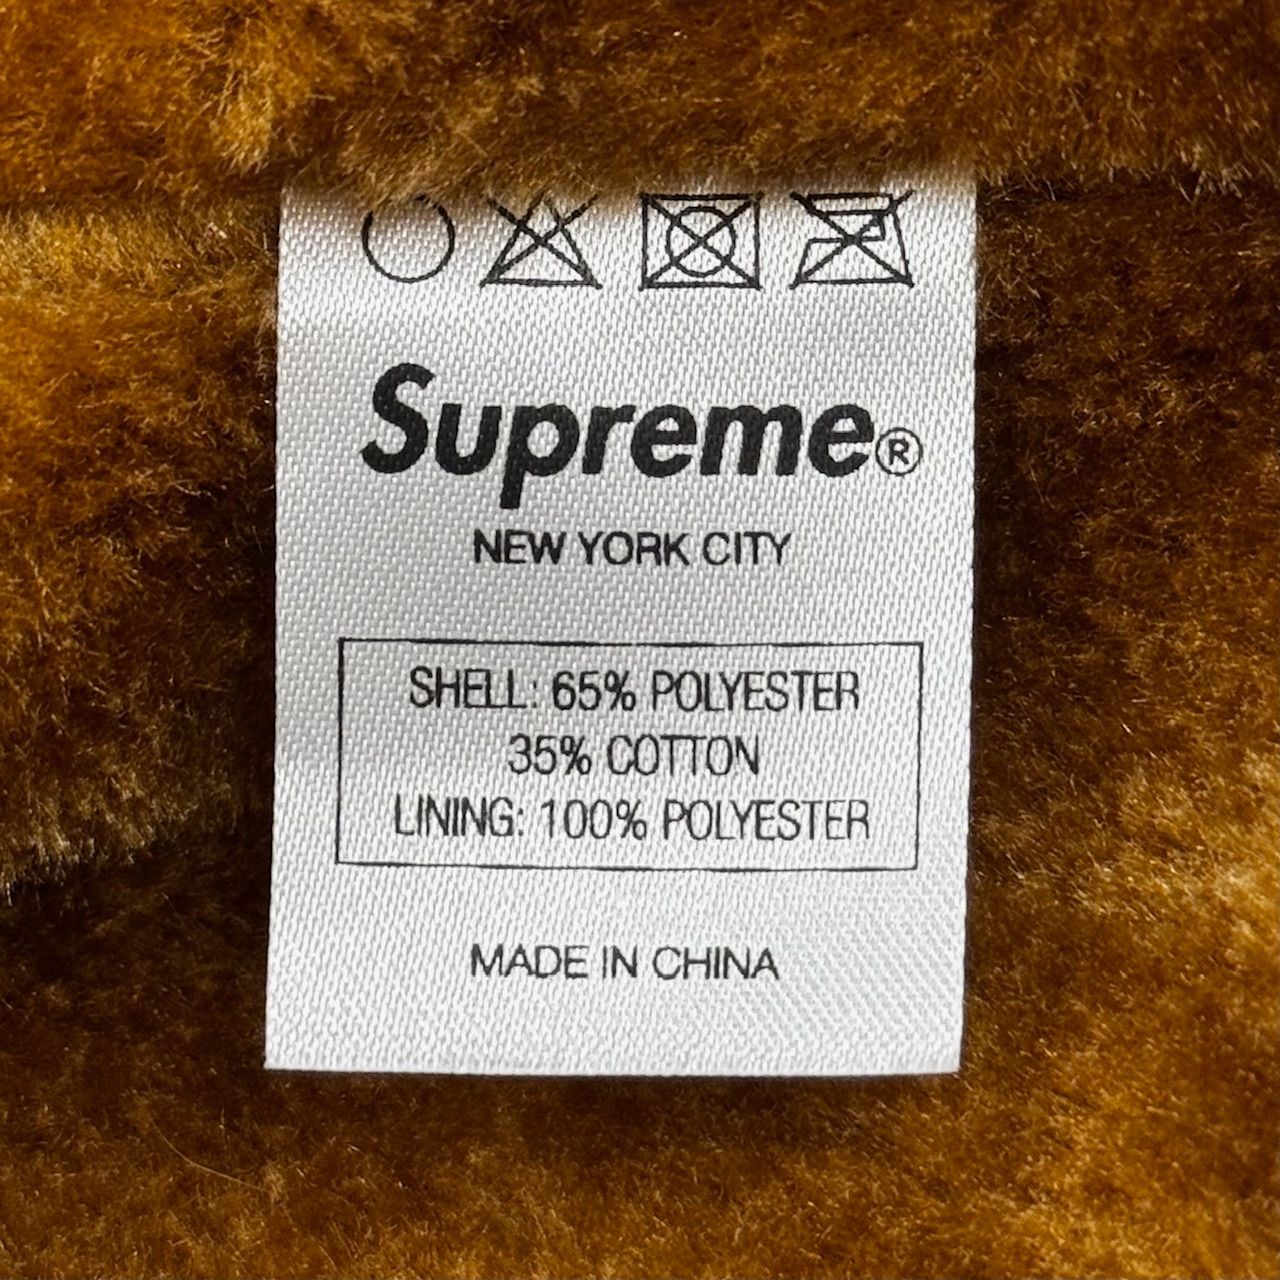 Supreme®
NEW YORK CITY
SHELL: 65% POLYESTER
35% COTTON
LINING: 100% POLYESTER
MADE IN CHINA